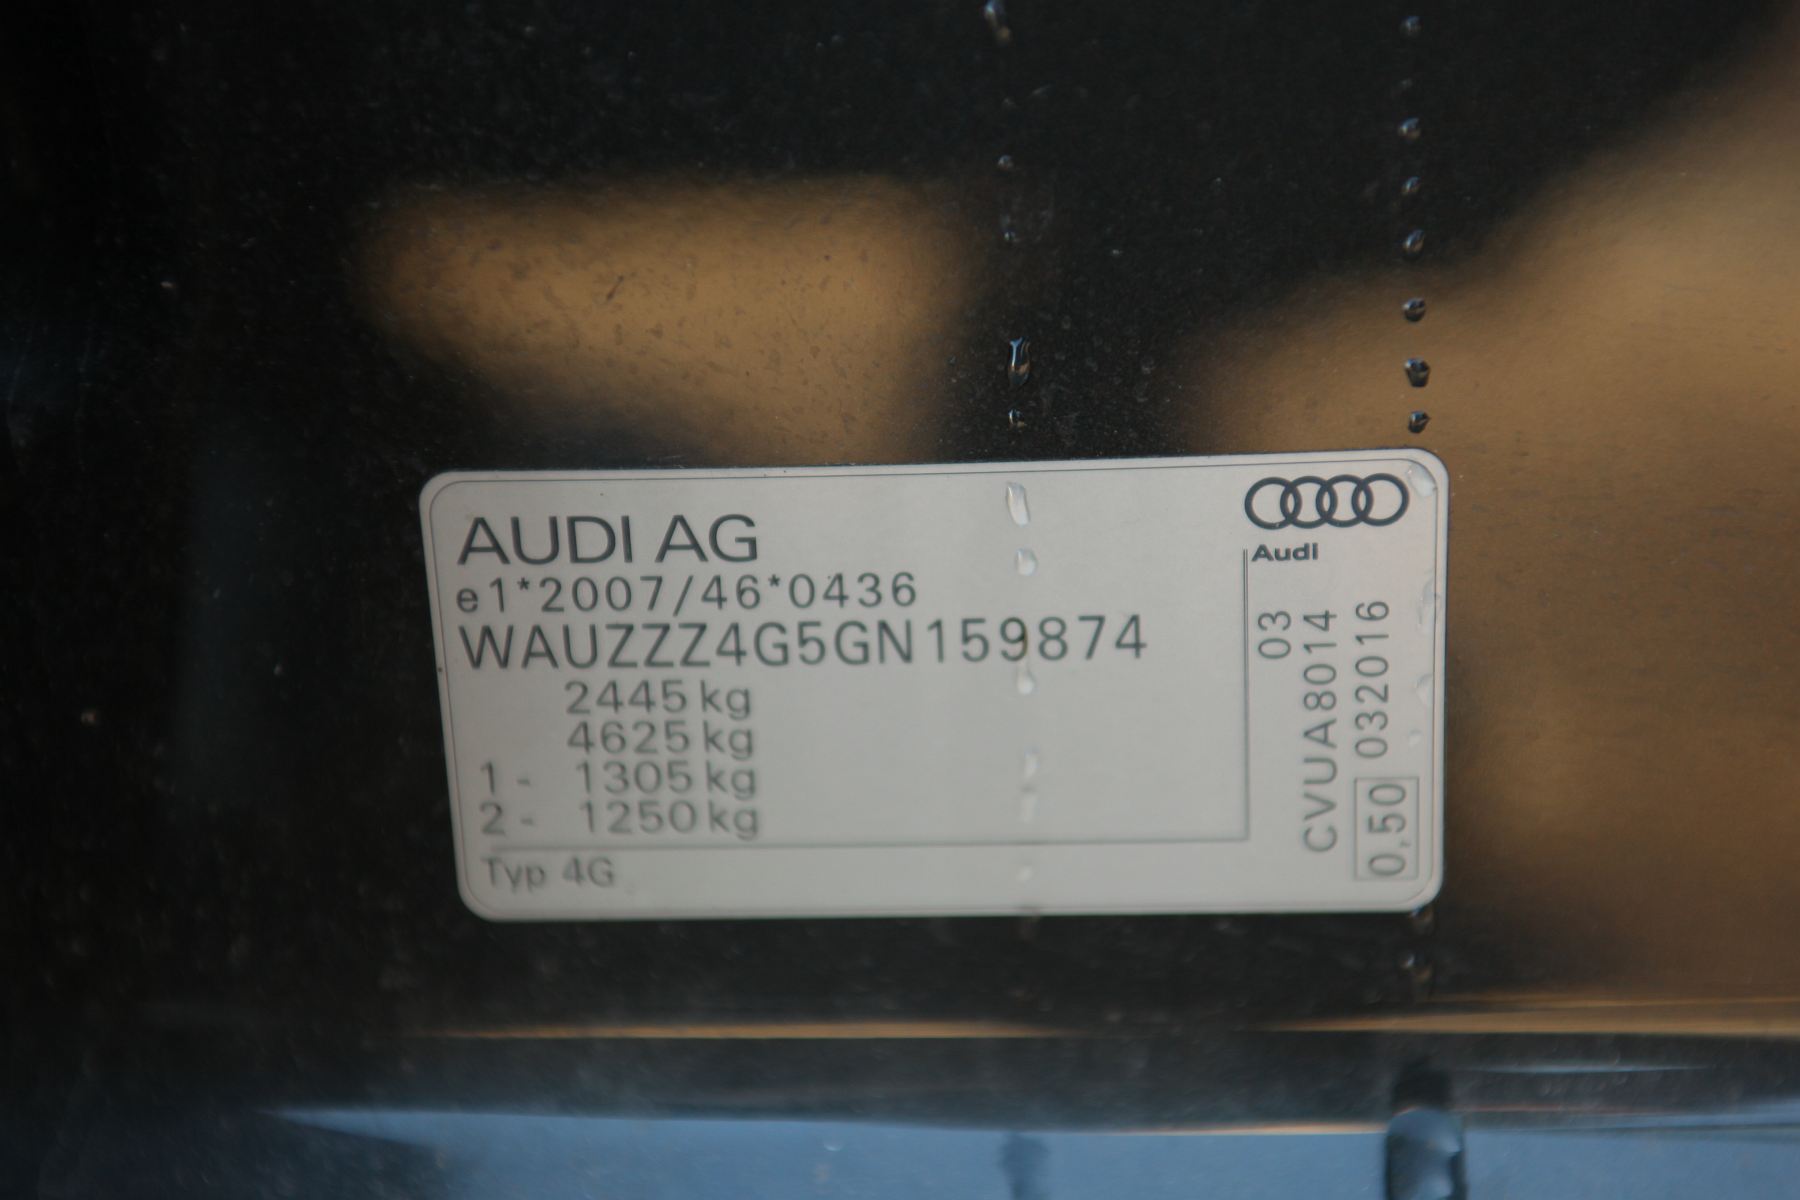 AUDI AG
e1*2007/46*0436
WAUZZZ4G5GN159874
2445 kg
4625 kg
1 - 1305 kg
2 - 1250 kg
Typ 4G
Audi
03
CVUA8014
0,50 032016